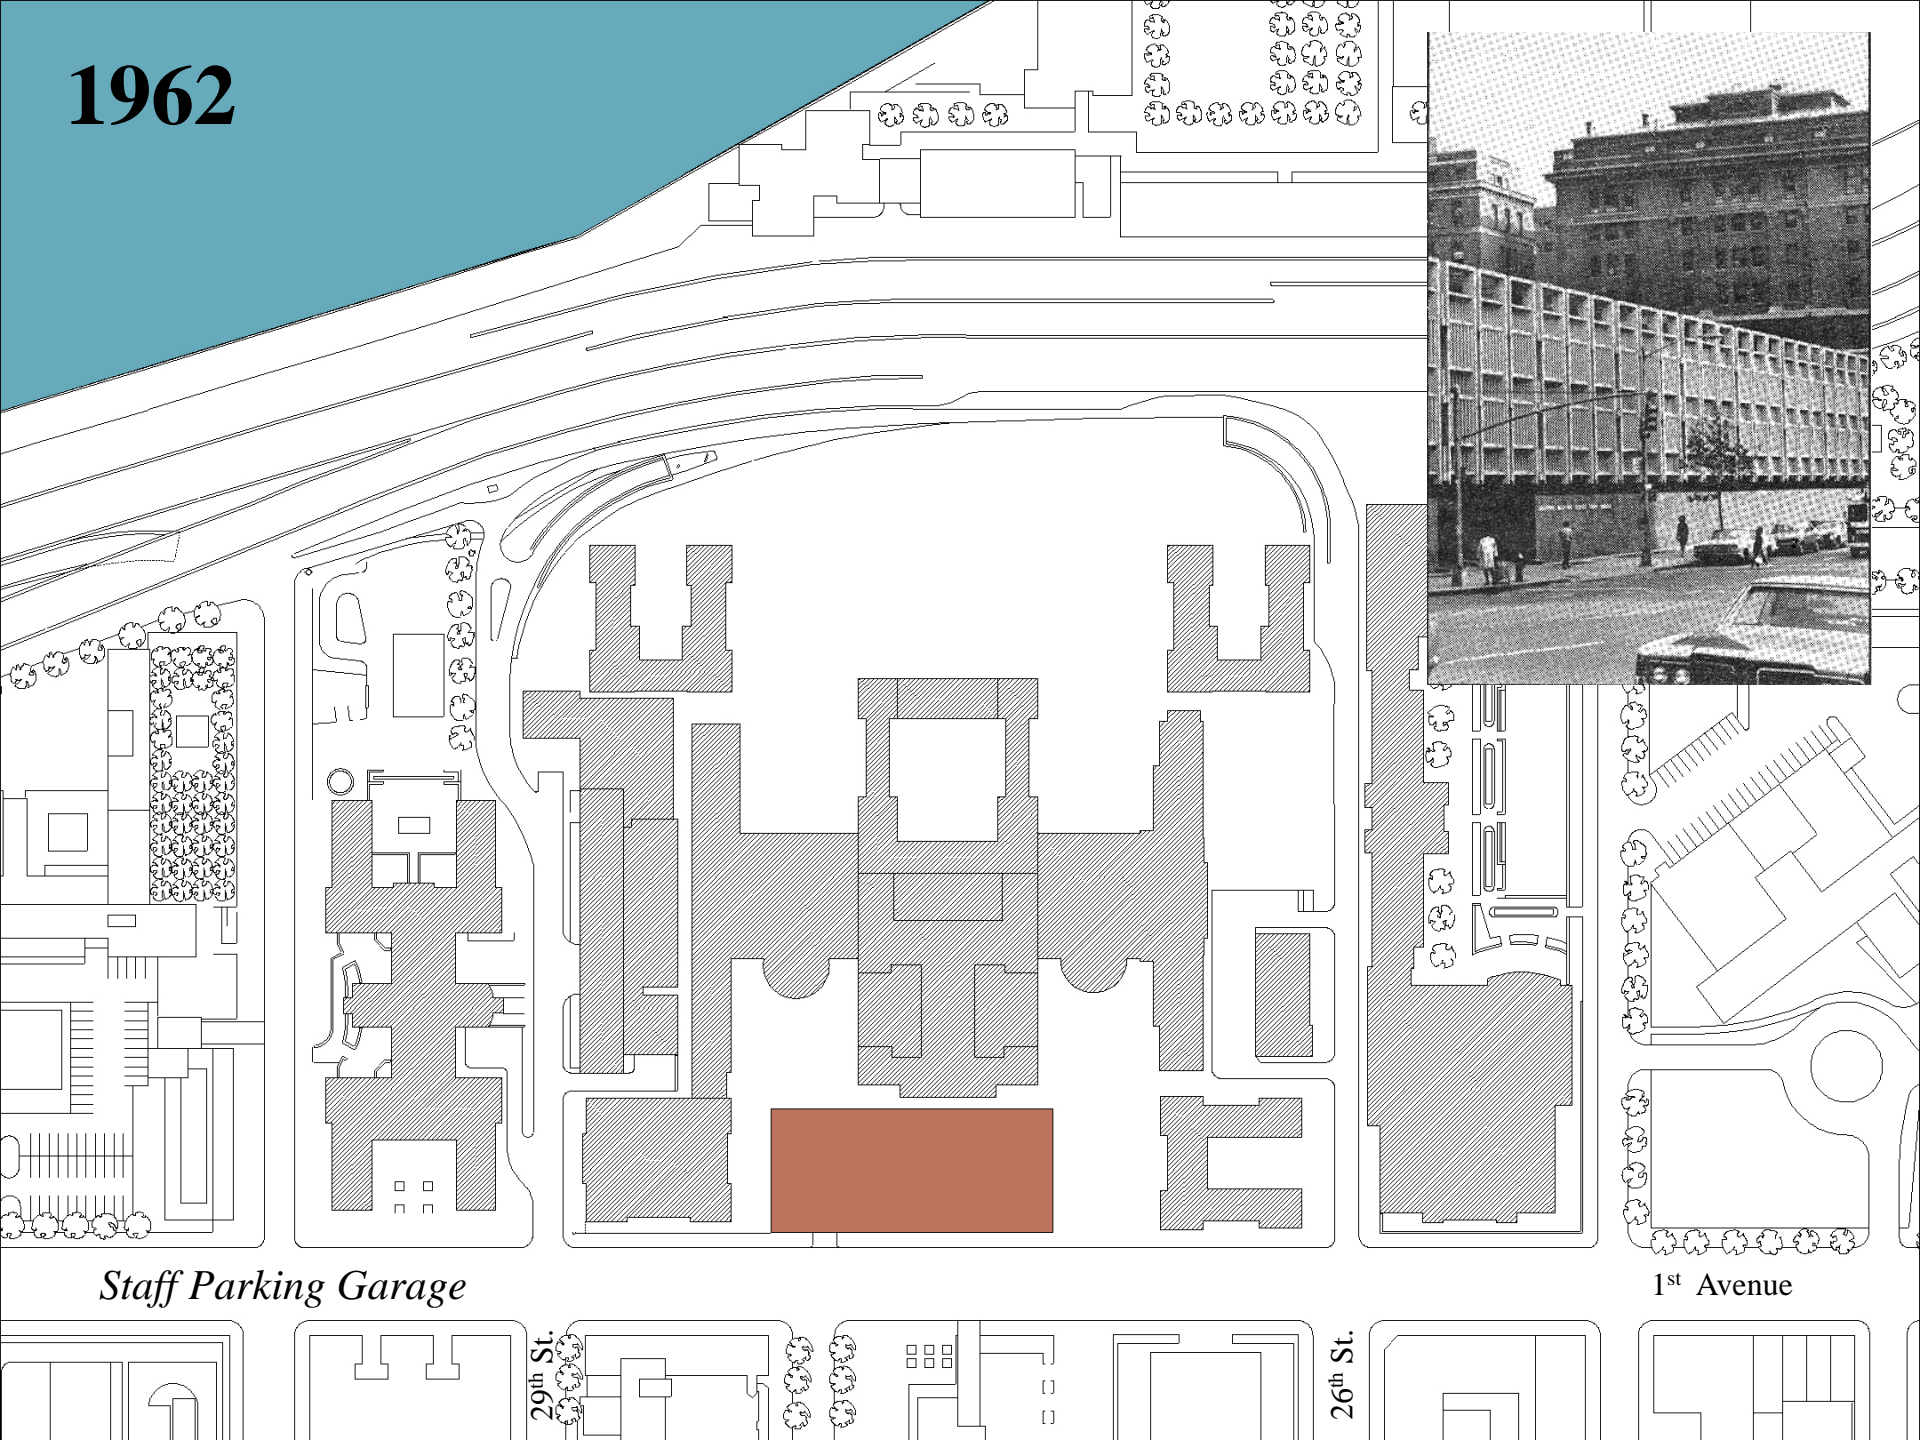 1962
Staff Parking Garage
1st Avenue
29th St.
26th St.